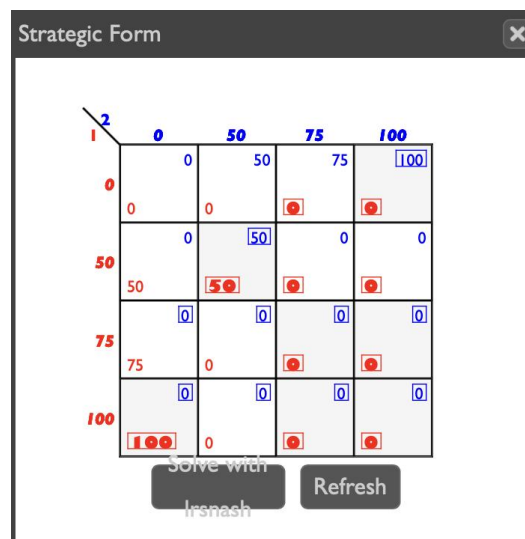 Strategic Form
2
1 0 50 75 100
0 50 75 100
0
0 0 0 0
0 50 0 0
50
50 50 0 0
0 0 0 0
75
75 0 0 0
0 0 0 0
100
100 0 0 0
Solve with
lrsnash Refresh